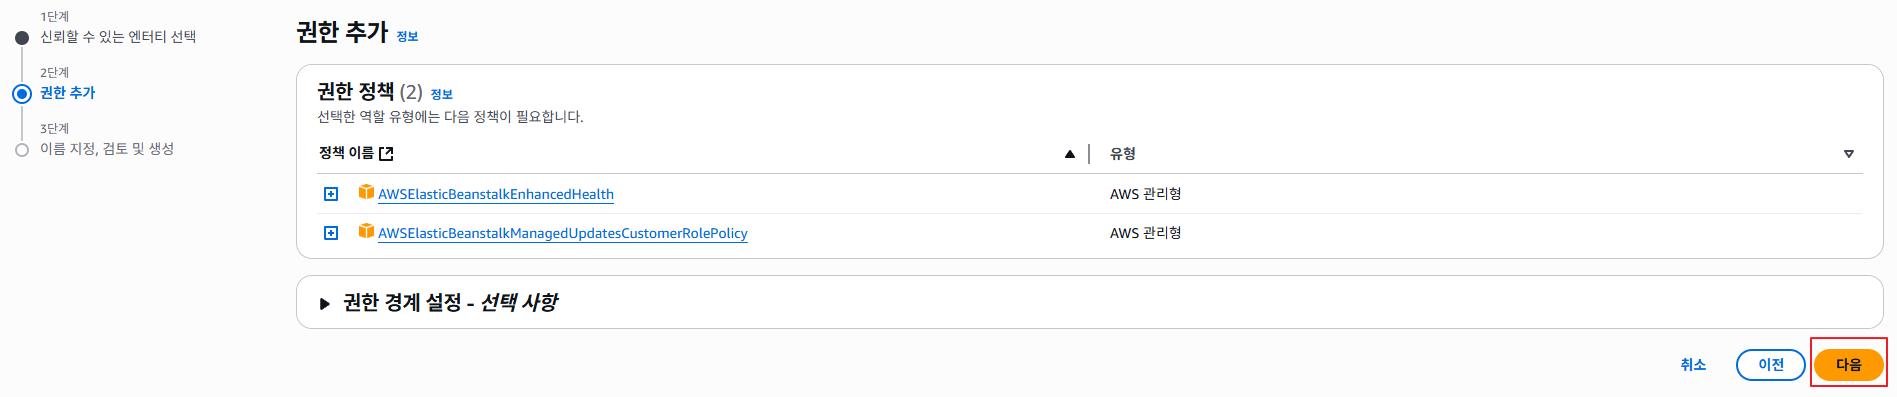 1단계
신뢰할 수 있는 엔터티 선택
2단계
권한 추가
3단계
이름 지정, 검토 및 생성
권한 추가 정보
권한 정책 (2) 정보
선택한 역할 유형에는 다음 정책이 필요합니다.
정책 이름 유형
AWSElasticBeanstalkEnhancedHealth AWS 관리형
AWSElasticBeanstalkManagedUpdatesCustomerRolePolicy AWS 관리형
권한 경계 설정 - 선택 사항
취소 이전 다음